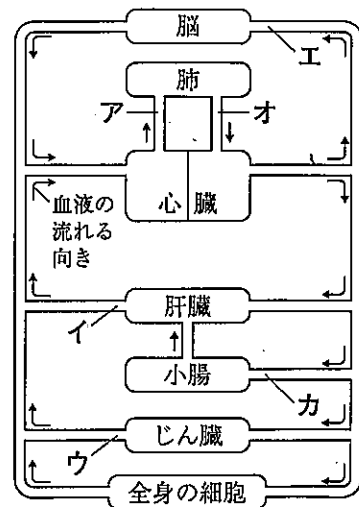 脳
エ
肺
ア
オ
心臓
血液の
流れる
向き
肝臓
イ
小腸
カ
じん臓
ウ
全身の細胞